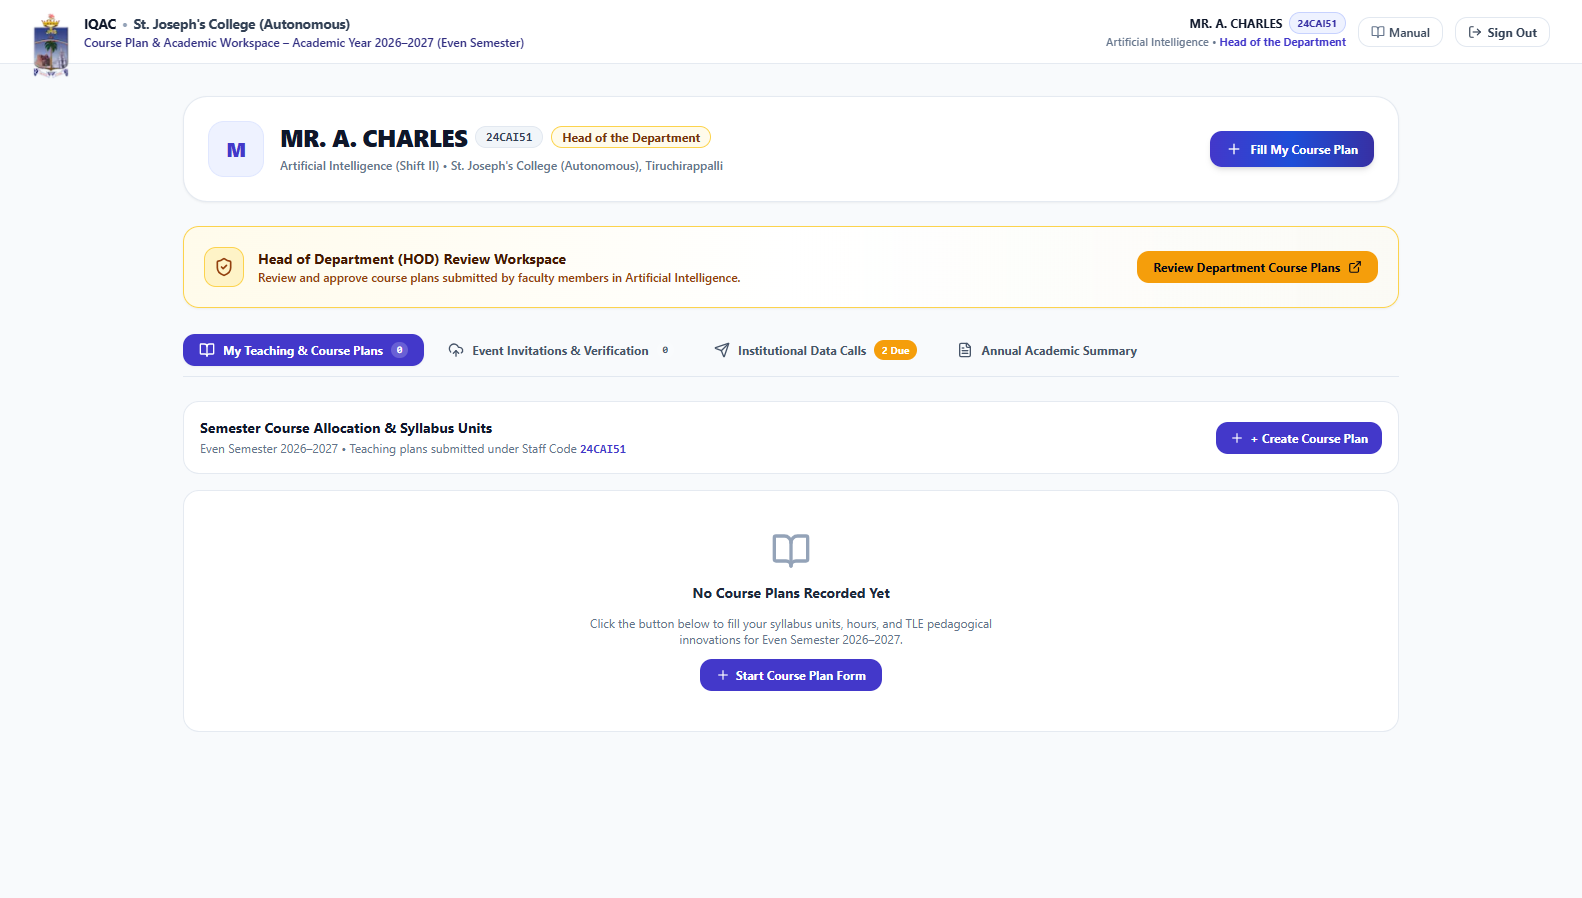 IQAC • St. Joseph's College (Autonomous)
Course Plan & Academic Workspace – Academic Year 2026–2027 (Even Semester)
MR. A. CHARLES 24CAI51
Artificial Intelligence • Head of the Department
Manual
Sign Out
M
MR. A. CHARLES 24CAI51 Head of the Department
Artificial Intelligence (Shift II) • St. Joseph's College (Autonomous), Tiruchirappalli
Fill My Course Plan
Head of Department (HOD) Review Workspace
Review and approve course plans submitted by faculty members in Artificial Intelligence.
Review Department Course Plans
My Teaching & Course Plans 0
Event Invitations & Verification 0
Institutional Data Calls 2 Due
Annual Academic Summary
Semester Course Allocation & Syllabus Units
Even Semester 2026–2027 • Teaching plans submitted under Staff Code 24CAI51
+ Create Course Plan
No Course Plans Recorded Yet
Click the button below to fill your syllabus units, hours, and TLE pedagogical
innovations for Even Semester 2026–2027.
Start Course Plan Form